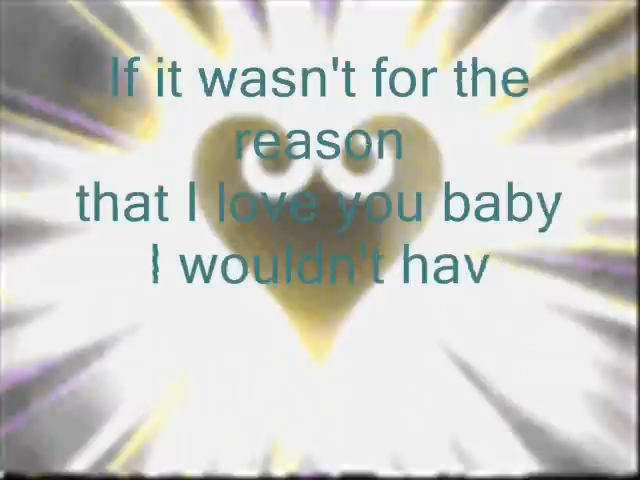 If it wasn't for the
reason
that I love you baby
I wouldn't hav